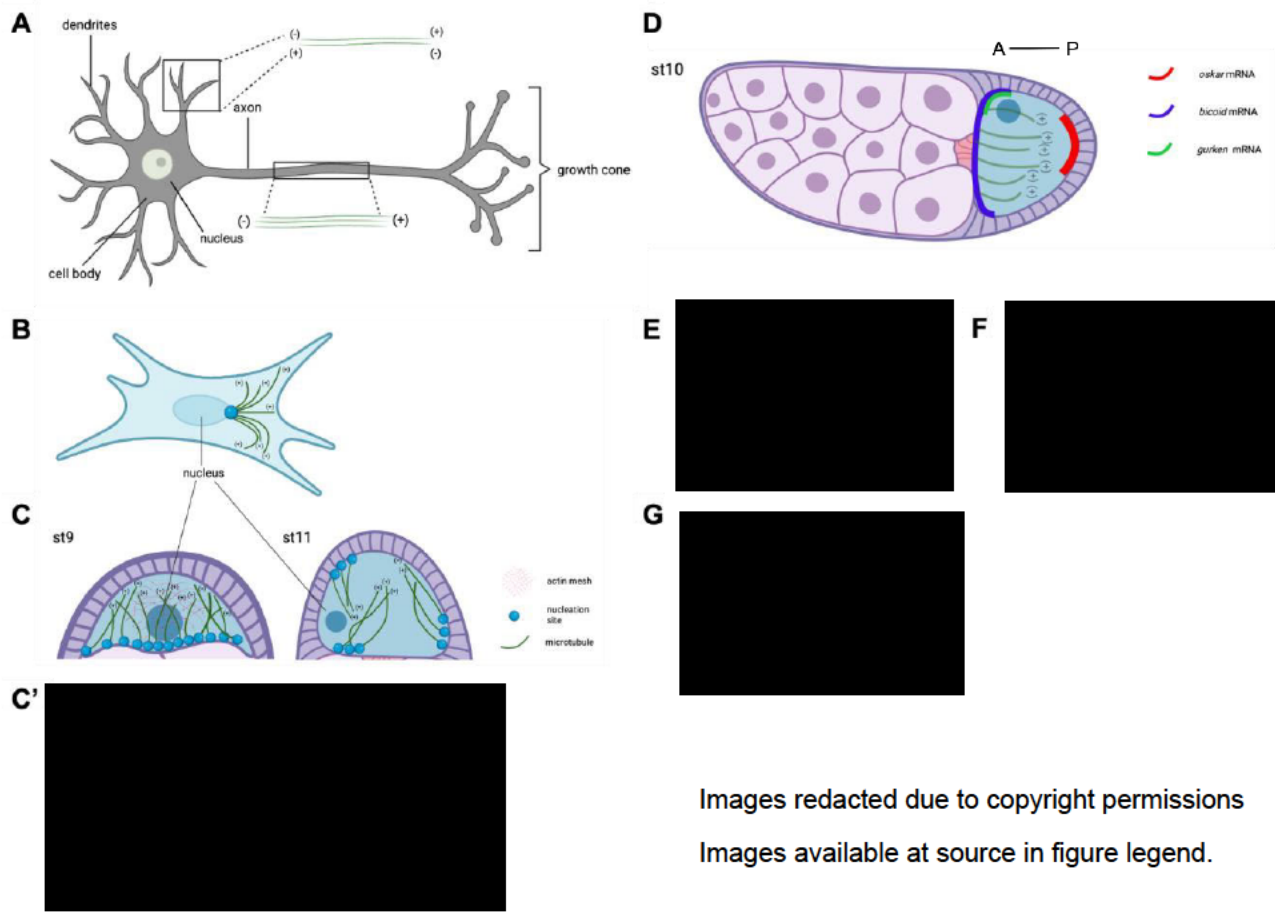 A
dendrites
(-)
(+)
(+)
(-)
axon
growth cone
(-)
(+)
nucleus
cell body
D
A
P
st10
oskar mRNA
bicoid mRNA
gurken mRNA
(+)
(+)
(+)
(+)
(+)
B
(+)
(+)
(+)
(+)
(+)
(+)
(+)
nucleus
E
F
C
st9
st11
actin mesh
nucleation
site
microtubule
G
C'
Images redacted due to copyright permissions
Images available at source in figure legend.